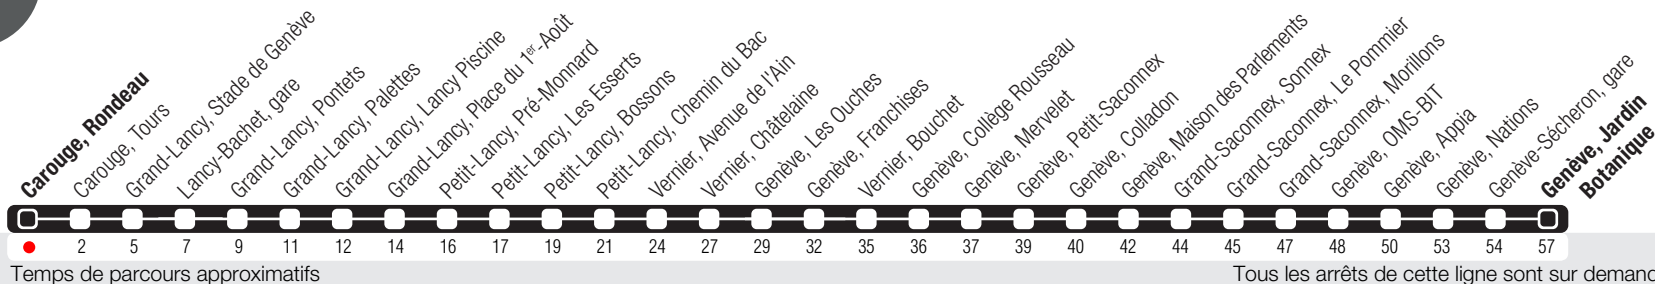 Carouge, Rondeau
Carouge, Tours
Grand-Lancy, Stade de Genève
Lancy-Bachet, gare
Grand-Lancy, Pontets
Grand-Lancy, Palettes
Grand-Lancy, Lancy Piscine
Grand-Lancy, Place du 1er-Août
Petit-Lancy, Pré-Monnard
Petit-Lancy, Les Esserts
Petit-Lancy, Bossons
Petit-Lancy, Chemin du Bac
Vernier, Avenue de l'Ain
Vernier, Châtelaine
Genève, Les Ouches
Genève, Franchises
Vernier, Bouchet
Genève, Collège Rousseau
Genève, Mervelet
Genève, Petit-Saconnex
Genève, Colladon
Genève, Maison des Parlements
Grand-Saconnex, Sonnex
Grand-Saconnex, Le Pommier
Grand-Saconnex, Morillons
Genève, OMS-BIT
Genève, Appia
Genève, Nations
Genève-Sécheron, gare
Genève, Jardin
Botanique
2 5 7 9 11 12 14 16 17 19 21 24 27 29 32 35 36 37 39 40 42 44 45 47 48 50 53 54 57
Temps de parcours approximatifs
Tous les arrêts de cette ligne sont sur demand